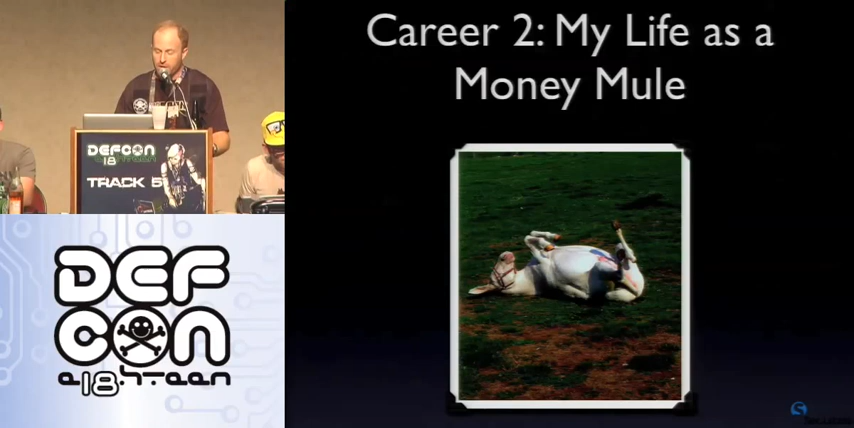 Career 2: My Life as a
Money Mule
DEFCON
18
TRACK 5
DEF
CON
e18hteen